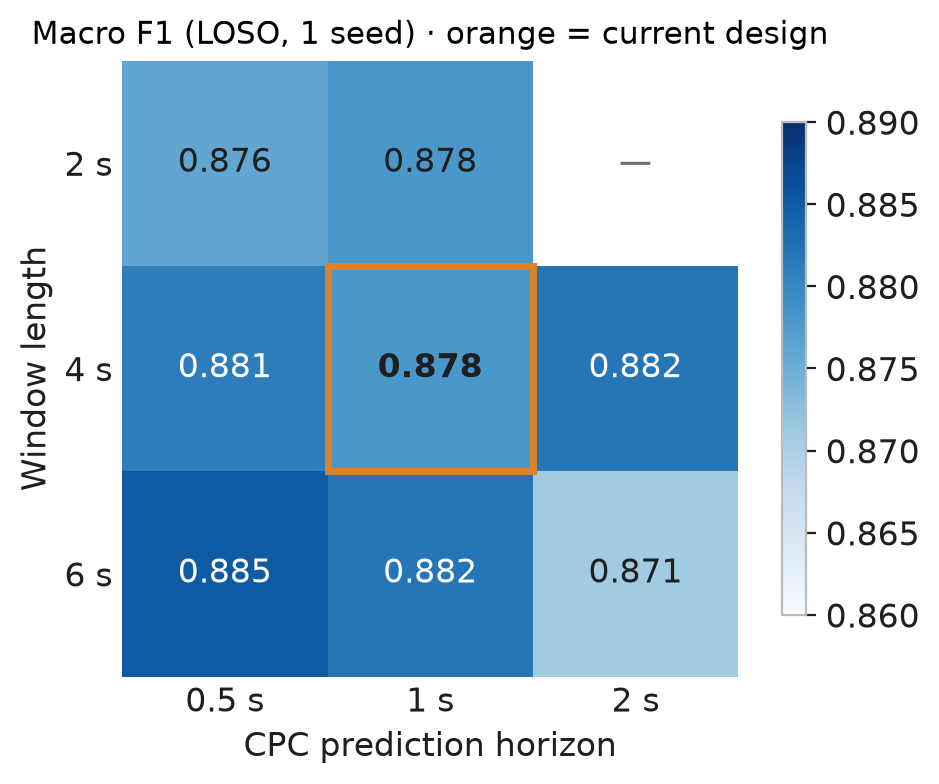 Macro F1 (LOSO, 1 seed) · orange = current design
Window length
2 s
0.876
0.878
—
4 s
0.881
0.878
0.882
6 s
0.885
0.882
0.871
0.5 s
1 s
2 s
CPC prediction horizon
0.890
0.885
0.880
0.875
0.870
0.865
0.860